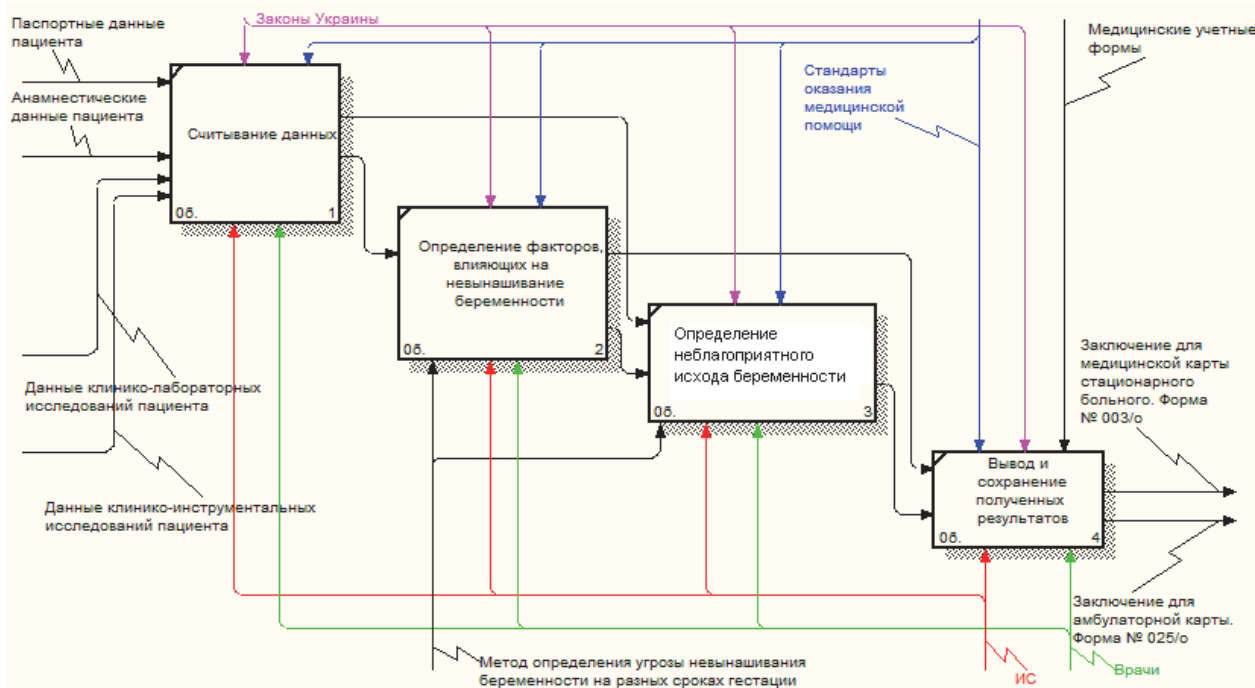 Паспортные данные
пациента
Законы Украины
Медицинские учетные
формы
Анамнестические
данные пациента
Стандарты
оказания
медицинской
помощи
Считывание данных
0б.
1
Определение факторов,
влияющих на
невынашивание
беременности
0б.
2
Определение
неблагоприятного
исхода беременности
0б.
3
Данные клинико-лабораторных
исследований пациента
Данные клинико-инструментальных
исследований пациента
Заключение для
медицинской карты
стационарного
больного. Форма
№ 003/о
Вывод и
сохранение
полученных
результатов
0б.
4
Заключение для
амбулаторной карты.
Форма № 025/о
Метод определения угрозы невынашивания
беременности на разных сроках гестации
ИС
Врачи